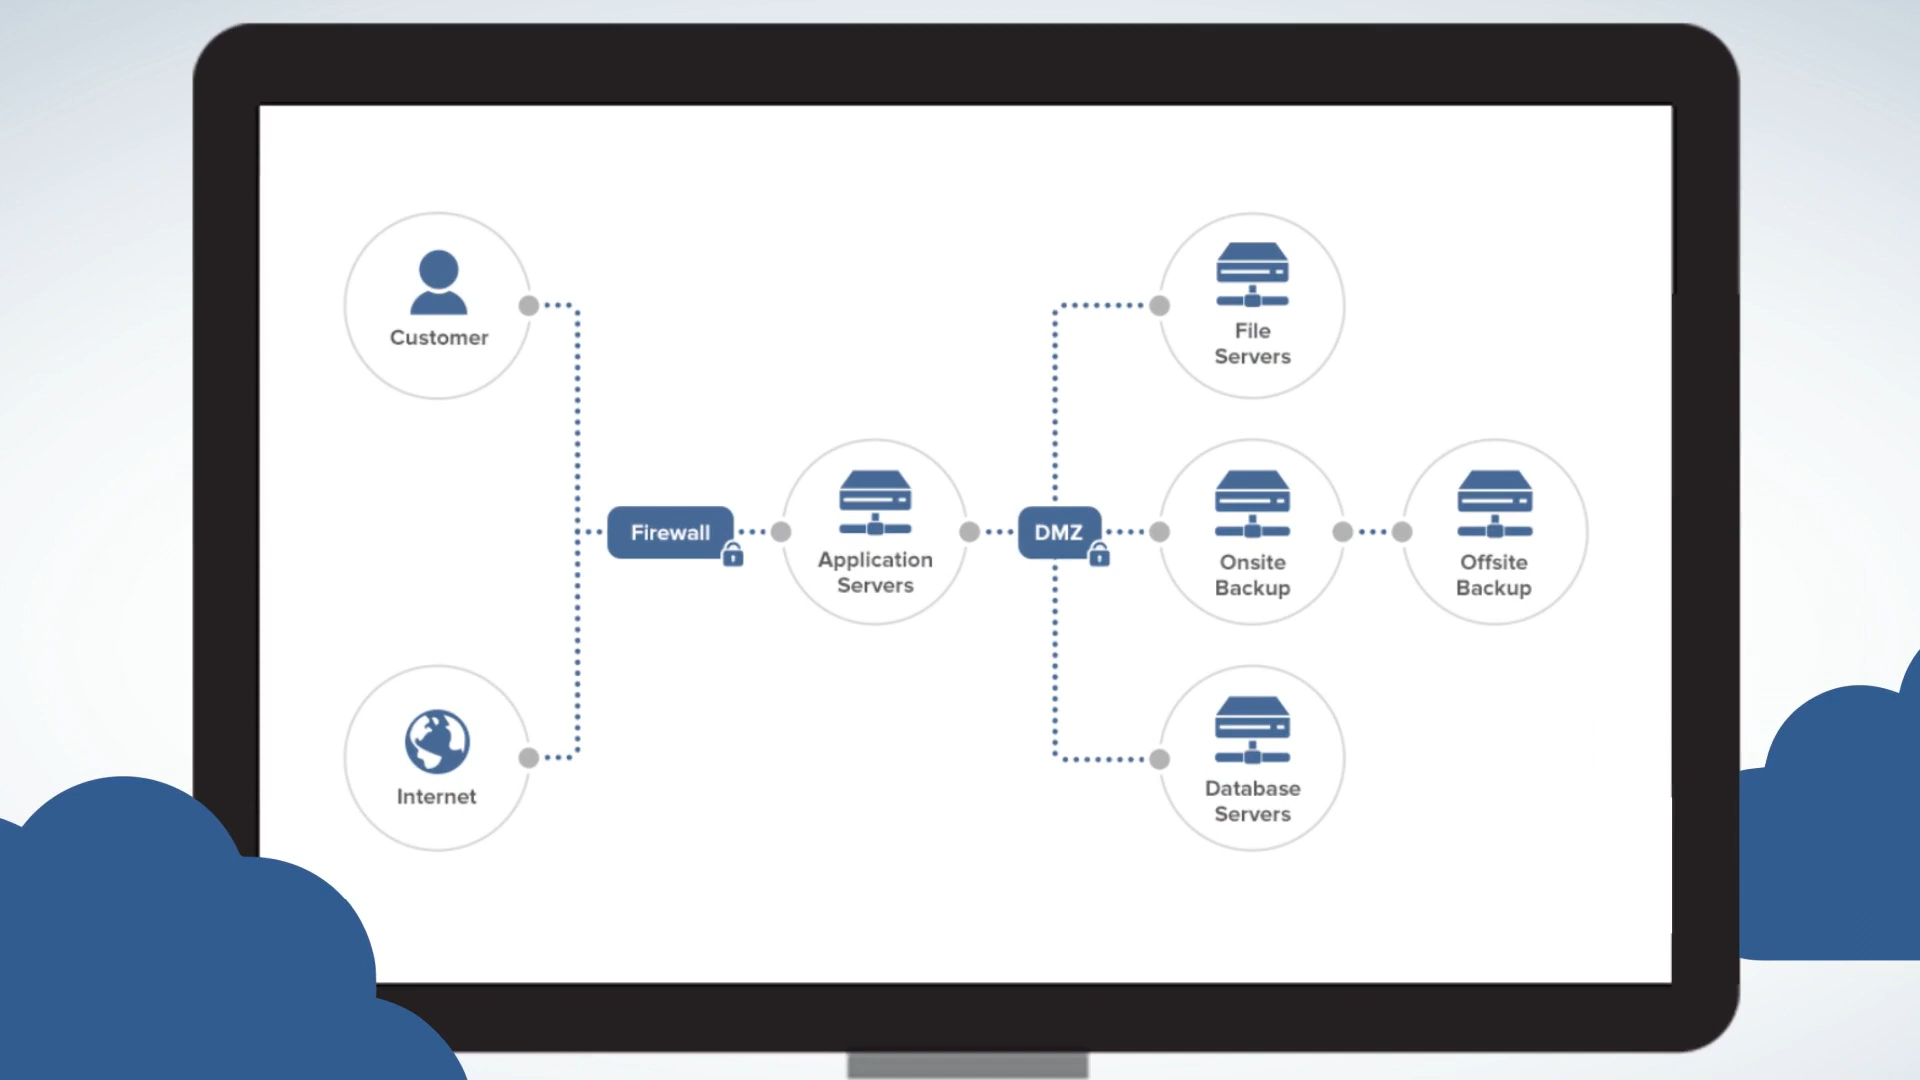 Customer
File
Servers
Firewall
Application
Servers
DMZ
Onsite
Backup
Offsite
Backup
Internet
Database
Servers